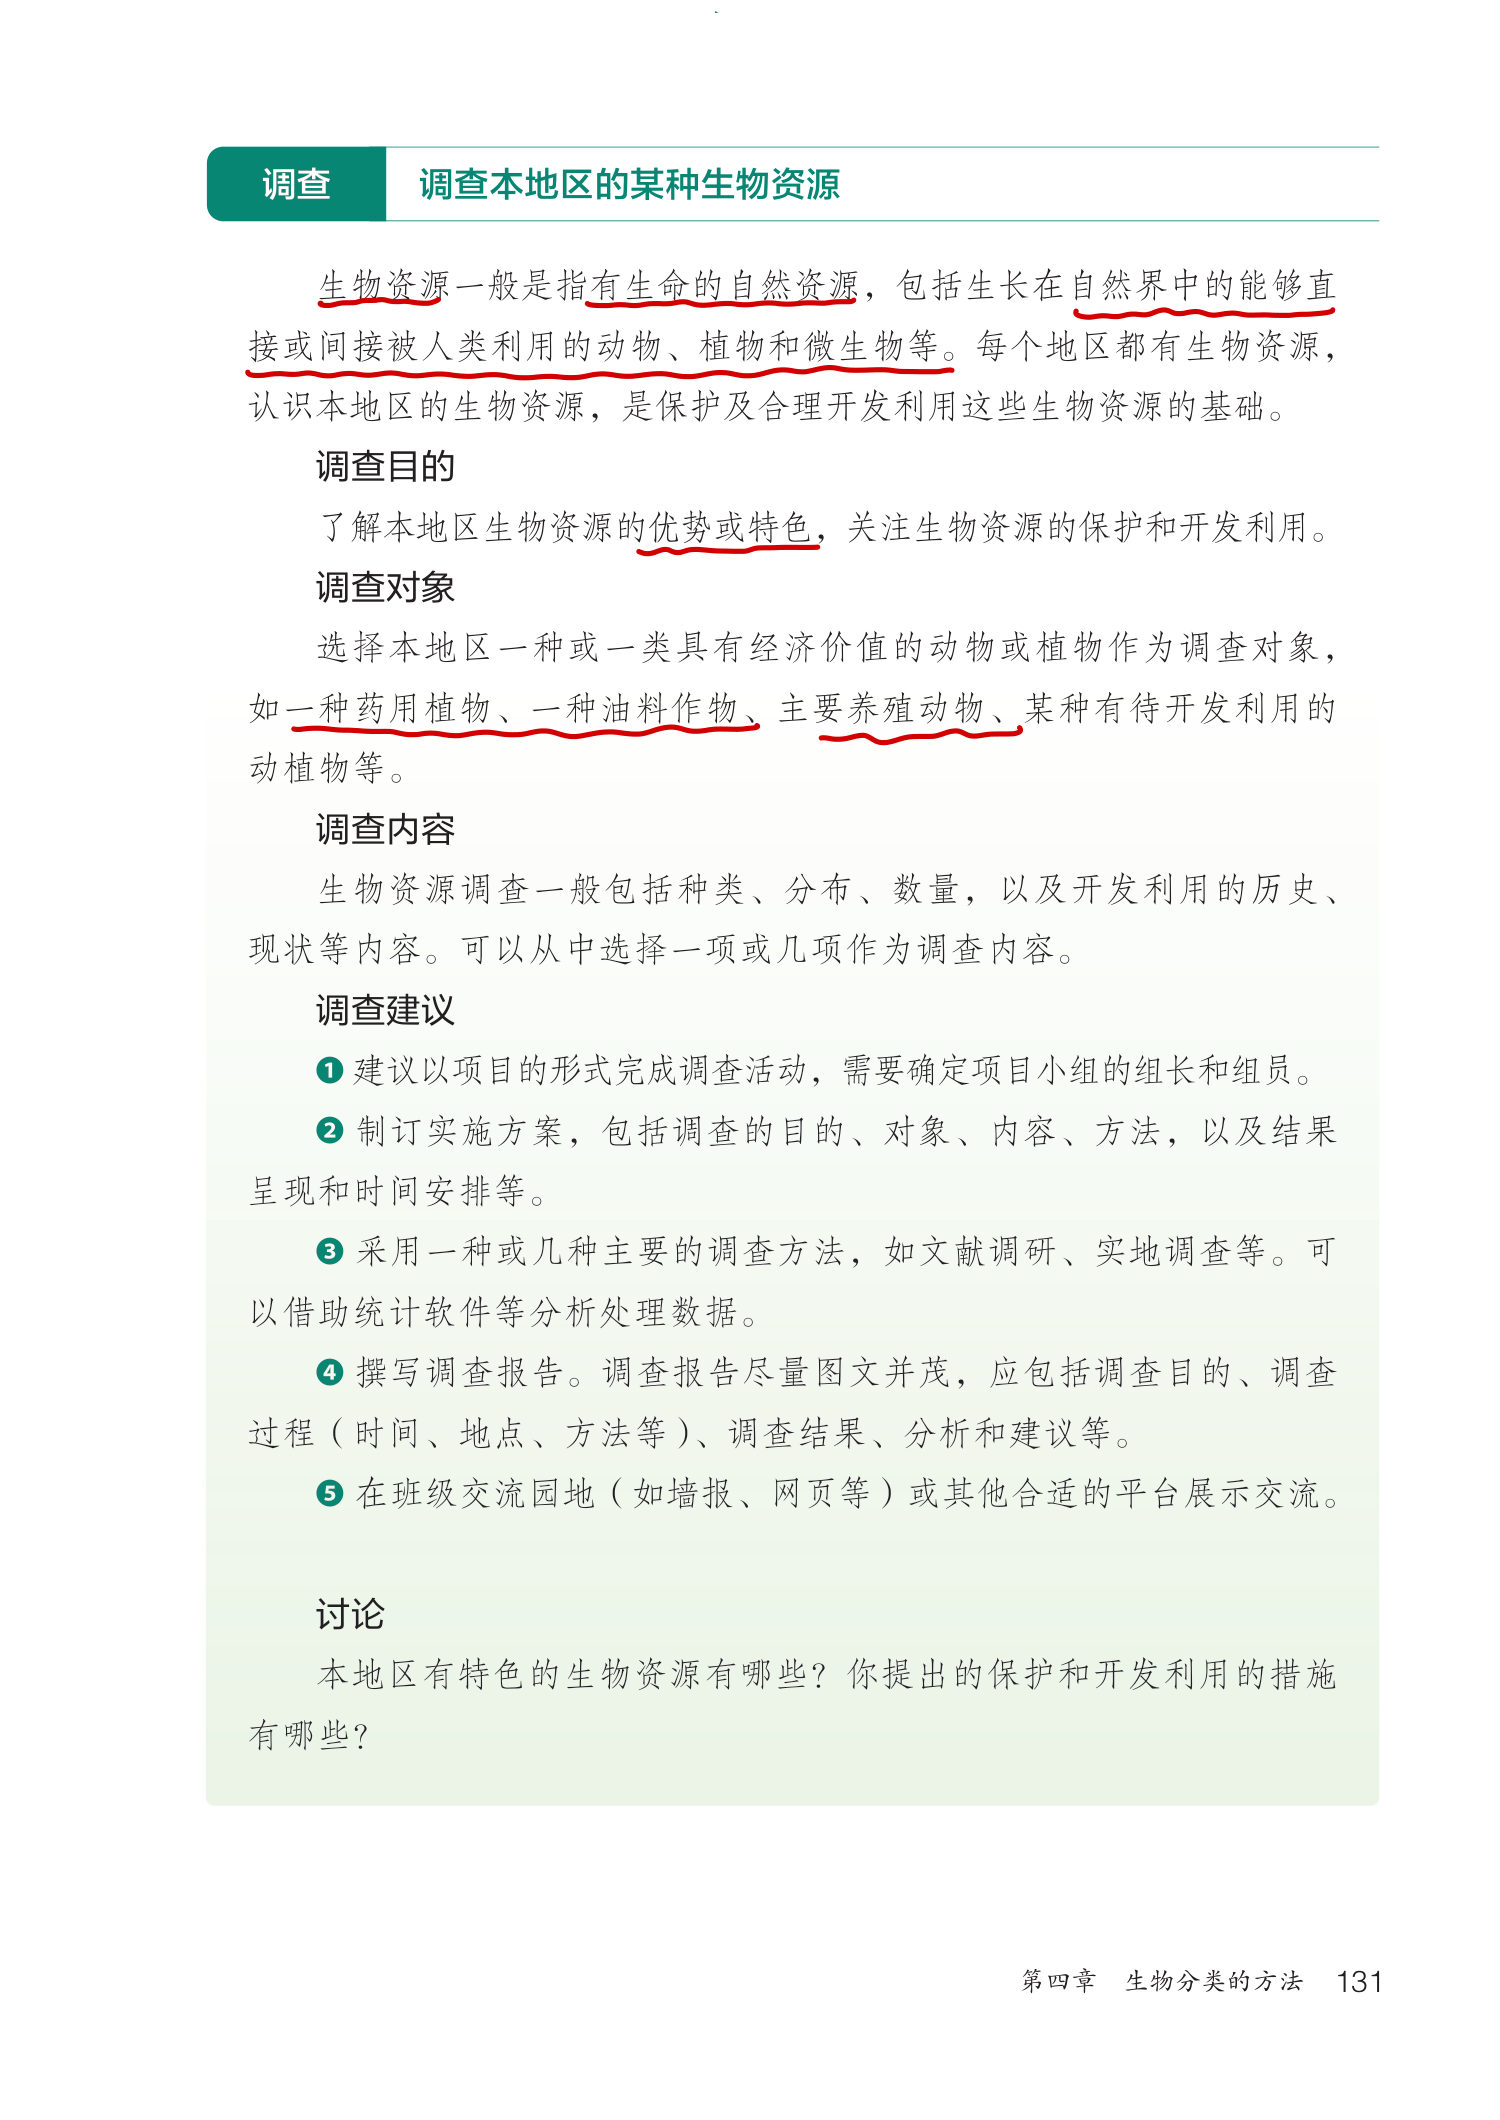 调查 调查本地区的某种生物资源
生物资源一般是指有生命的自然资源，包括生长在自然界中的能够直
接或间接被人类利用的动物、植物和微生物等。每个地区都有生物资源，
认识本地区的生物资源，是保护及合理开发利用这些生物资源的基础。
调查目的
了解本地区生物资源的优势或特色，关注生物资源的保护和开发利用。
调查对象
选择本地区一种或一类具有经济价值的动物或植物作为调查对象，
如一种药用植物、一种油料作物、主要养殖动物、某种有待开发利用的
动植物等。
调查内容
生物资源调查一般包括种类、分布、数量，以及开发利用的历史、
现状等内容。可以从中选择一项或几项作为调查内容。
调查建议
❶ 建议以项目的形式完成调查活动，需要确定项目小组的组长和组员。
❷ 制订实施方案，包括调查的目的、对象、内容、方法，以及结果
呈现和时间安排等。
❸ 采用一种或几种主要的调查方法，如文献调研、实地调查等。可
以借助统计软件等分析处理数据。
❹ 撰写调查报告。调查报告尽量图文并茂，应包括调查目的、调查
过程（时间、地点、方法等）、调查结果、分析和建议等。
❺ 在班级交流园地（如墙报、网页等）或其他合适的平台展示交流。
讨论
本地区有特色的生物资源有哪些？你提出的保护和开发利用的措施
有哪些？
第四章 生物分类的方法 131